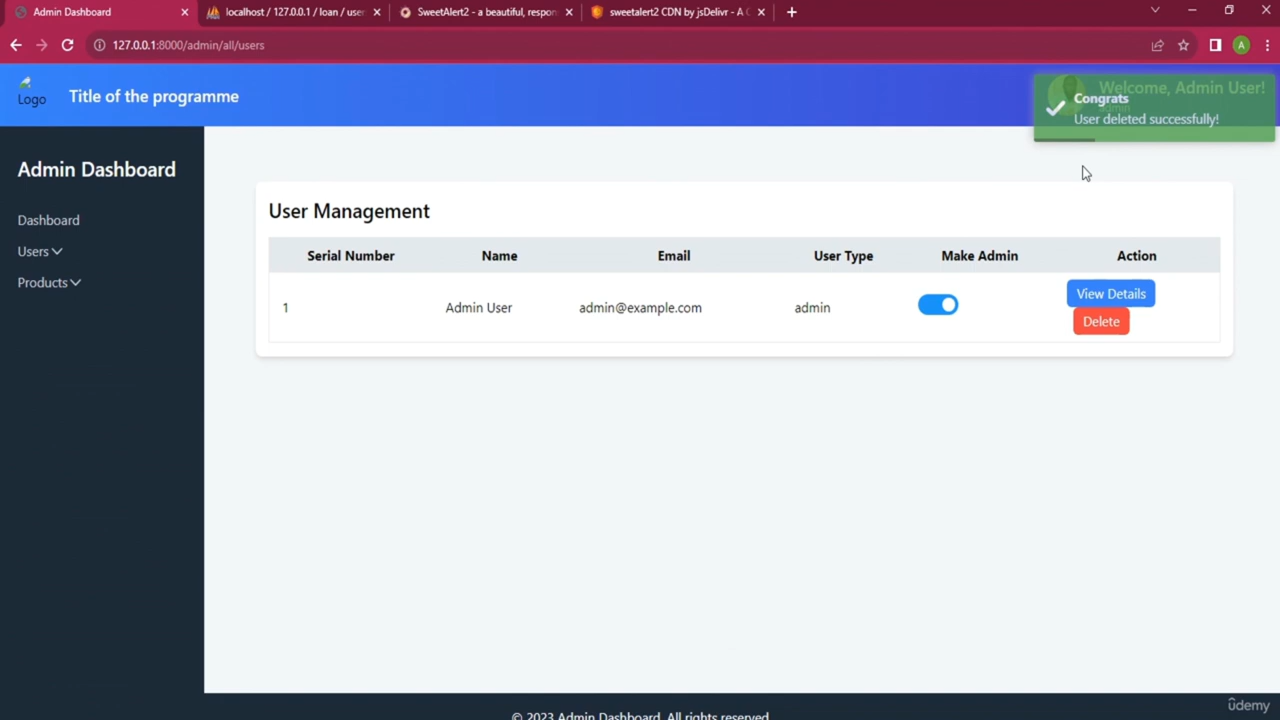 Admin Dashboard
localhost / 127.0.0.1 / loan / user
SweetAlert2 - a beautiful, respon
sweetalert2 CDN by jsDelivr - A C
127.0.0.1:8000/admin/all/users
A
Logo
Title of the programme
Welcome, Admin User!
admin
Congrats
User deleted successfully!
Admin Dashboard
Dashboard
Users
Products
User Management
Serial Number Name Email User Type Make Admin Action
1 Admin User admin@example.com admin View Details
Delete
© 2023 Admin Dashboard. All rights reserved.
ûdemy